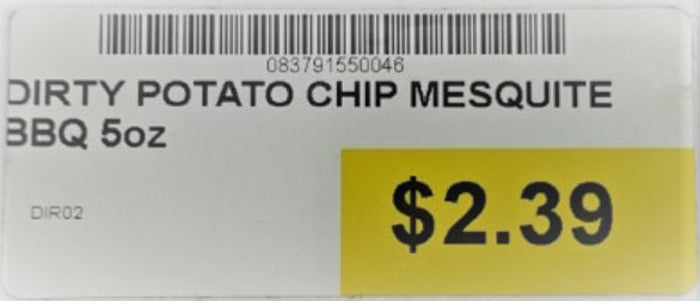 083791550046
DIRTY POTATO CHIP MESQUITE
BBQ 5oz
DIR02
$2.39